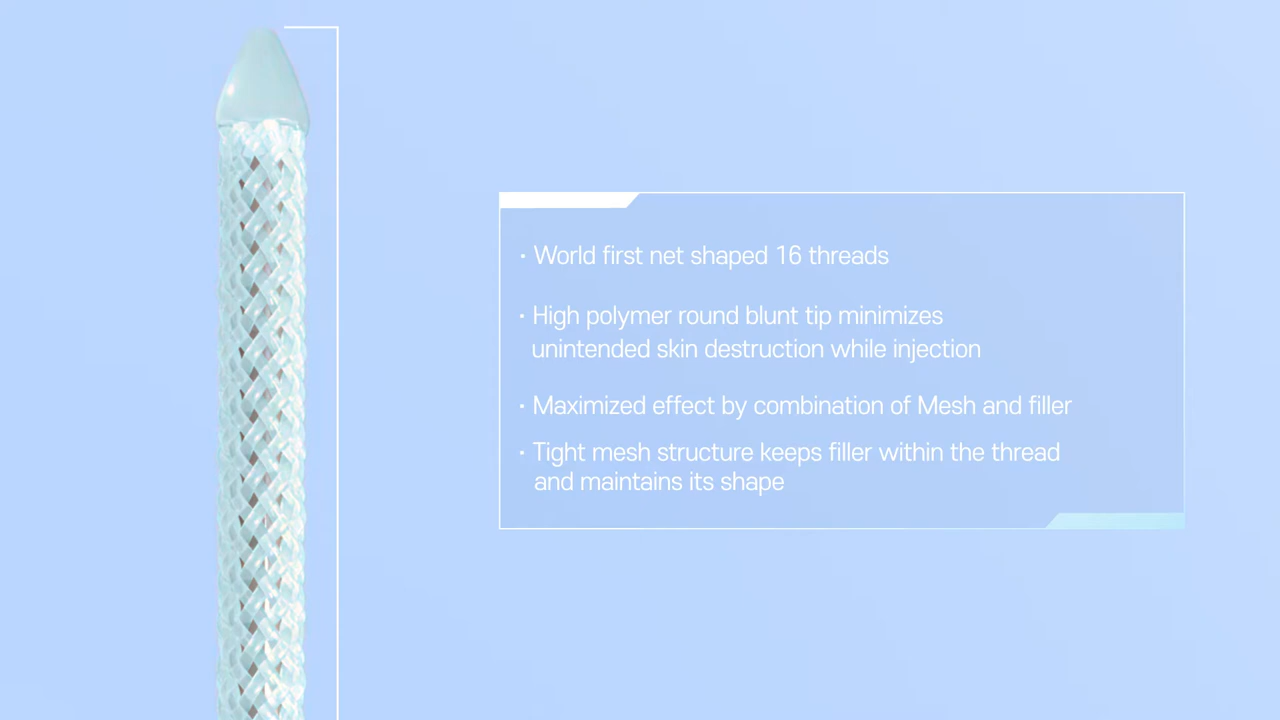 · World first net shaped 16 threads
· High polymer round blunt tip minimizes
unintended skin destruction while injection
· Maximized effect by combination of Mesh and filler
· Tight mesh structure keeps filler within the thread
and maintains its shape